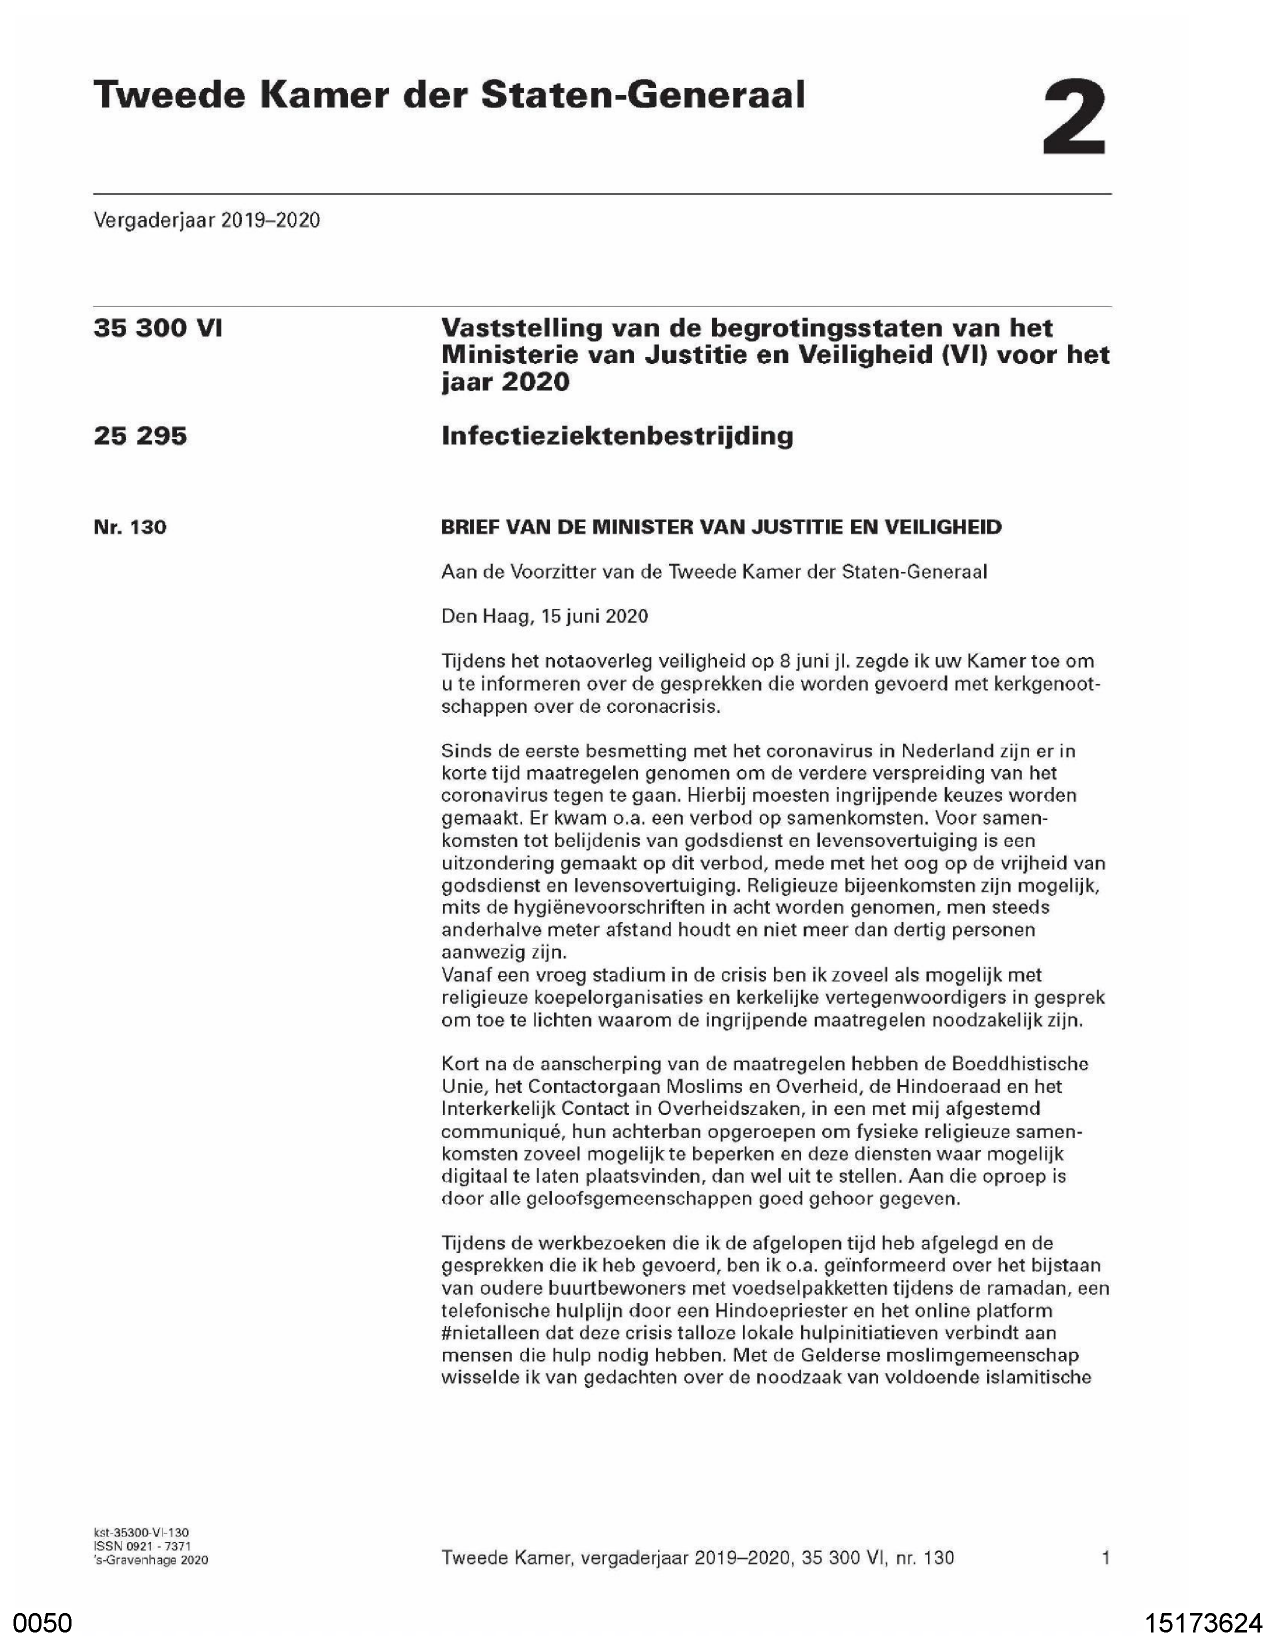 Tweede Kamer der Staten-Generaal
2
Vergaderjaar 2019–2020
35 300 VI
Vaststelling van de begrotingsstaten van het
Ministerie van Justitie en Veiligheid (VI) voor het
jaar 2020
25 295
Infectieziektenbestrijding
Nr. 130
BRIEF VAN DE MINISTER VAN JUSTITIE EN VEILIGHEID
Aan de Voorzitter van de Tweede Kamer der Staten-Generaal
Den Haag, 15 juni 2020
Tijdens het notaoverleg veiligheid op 8 juni jl. zegde ik uw Kamer toe om
u te informeren over de gesprekken die worden gevoerd met kerkgenoot-
schappen over de coronacrisis.
Sinds de eerste besmetting met het coronavirus in Nederland zijn er in
korte tijd maatregelen genomen om de verdere verspreiding van het
coronavirus tegen te gaan. Hierbij moesten ingrijpende keuzes worden
gemaakt. Er kwam o.a. een verbod op samenkomsten. Voor samen-
komsten tot belijdenis van godsdienst en levensovertuiging is een
uitzondering gemaakt op dit verbod, mede met het oog op de vrijheid van
godsdienst en levensovertuiging. Religieuze bijeenkomsten zijn mogelijk,
mits de hygiënevoorschriften in acht worden genomen, men steeds
anderhalve meter afstand houdt en niet meer dan dertig personen
aanwezig zijn.
Vanaf een vroeg stadium in de crisis ben ik zoveel als mogelijk met
religieuze koepelorganisaties en kerkelijke vertegenwoordigers in gesprek
om toe te lichten waarom de ingrijpende maatregelen noodzakelijk zijn.
Kort na de aanscherping van de maatregelen hebben de Boeddhistische
Unie, het Contactorgaan Moslims en Overheid, de Hindoeraad en het
Interkerkelijk Contact in Overheidszaken, in een met mij afgestemd
communiqué, hun achterban opgeroepen om fysieke religieuze samen-
komsten zoveel mogelijk te beperken en deze diensten waar mogelijk
digitaal te laten plaatsvinden, dan wel uit te stellen. Aan die oproep is
door alle geloofsgemeenschappen goed gehoor gegeven.
Tijdens de werkbezoeken die ik de afgelopen tijd heb afgelegd en de
gesprekken die ik heb gevoerd, ben ik o.a. geïnformeerd over het bijstaan
van oudere buurtbewoners met voedselpakketten tijdens de ramadan, een
telefonische hulplijn door een Hindoepriester en het online platform
#nietalleen dat deze crisis talloze lokale hulpinitiatieven verbindt aan
mensen die hulp nodig hebben. Met de Gelderse moslimgemeenschap
wisselde ik van gedachten over de noodzaak van voldoende islamitische
kst-35300-VI-130
ISSN 0921 - 7371
's-Gravenhage 2020
Tweede Kamer, vergaderjaar 2019–2020, 35 300 VI, nr. 130
1
0050
15173624